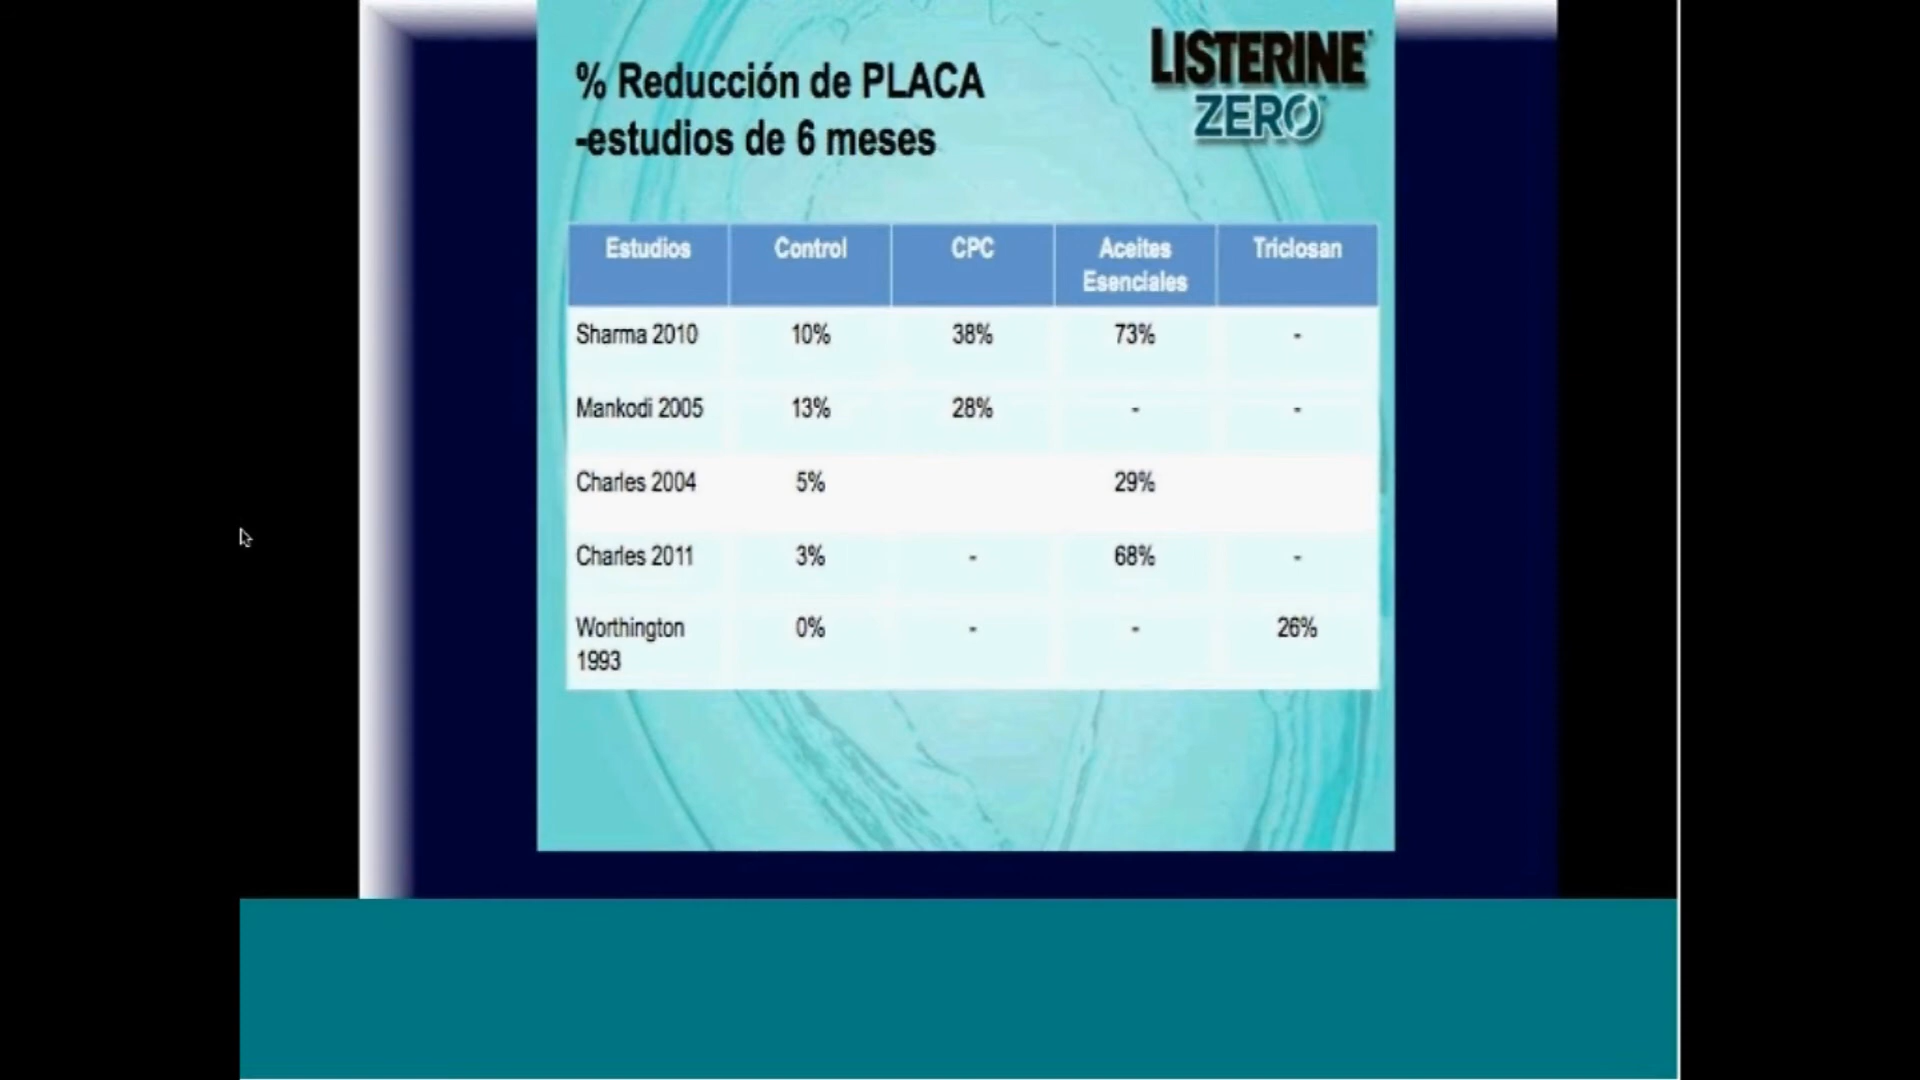 % Reducción de PLACA
-estudios de 6 meses
LISTERINE
ZERO
Estudios Control CPC Aceites Esenciales Triclosan
Sharma 2010 10% 38% 73% -
Mankodi 2005 13% 28% - -
Charles 2004 5% 29%
Charles 2011 3% - 68% -
Worthington 1993 0% - - 26%